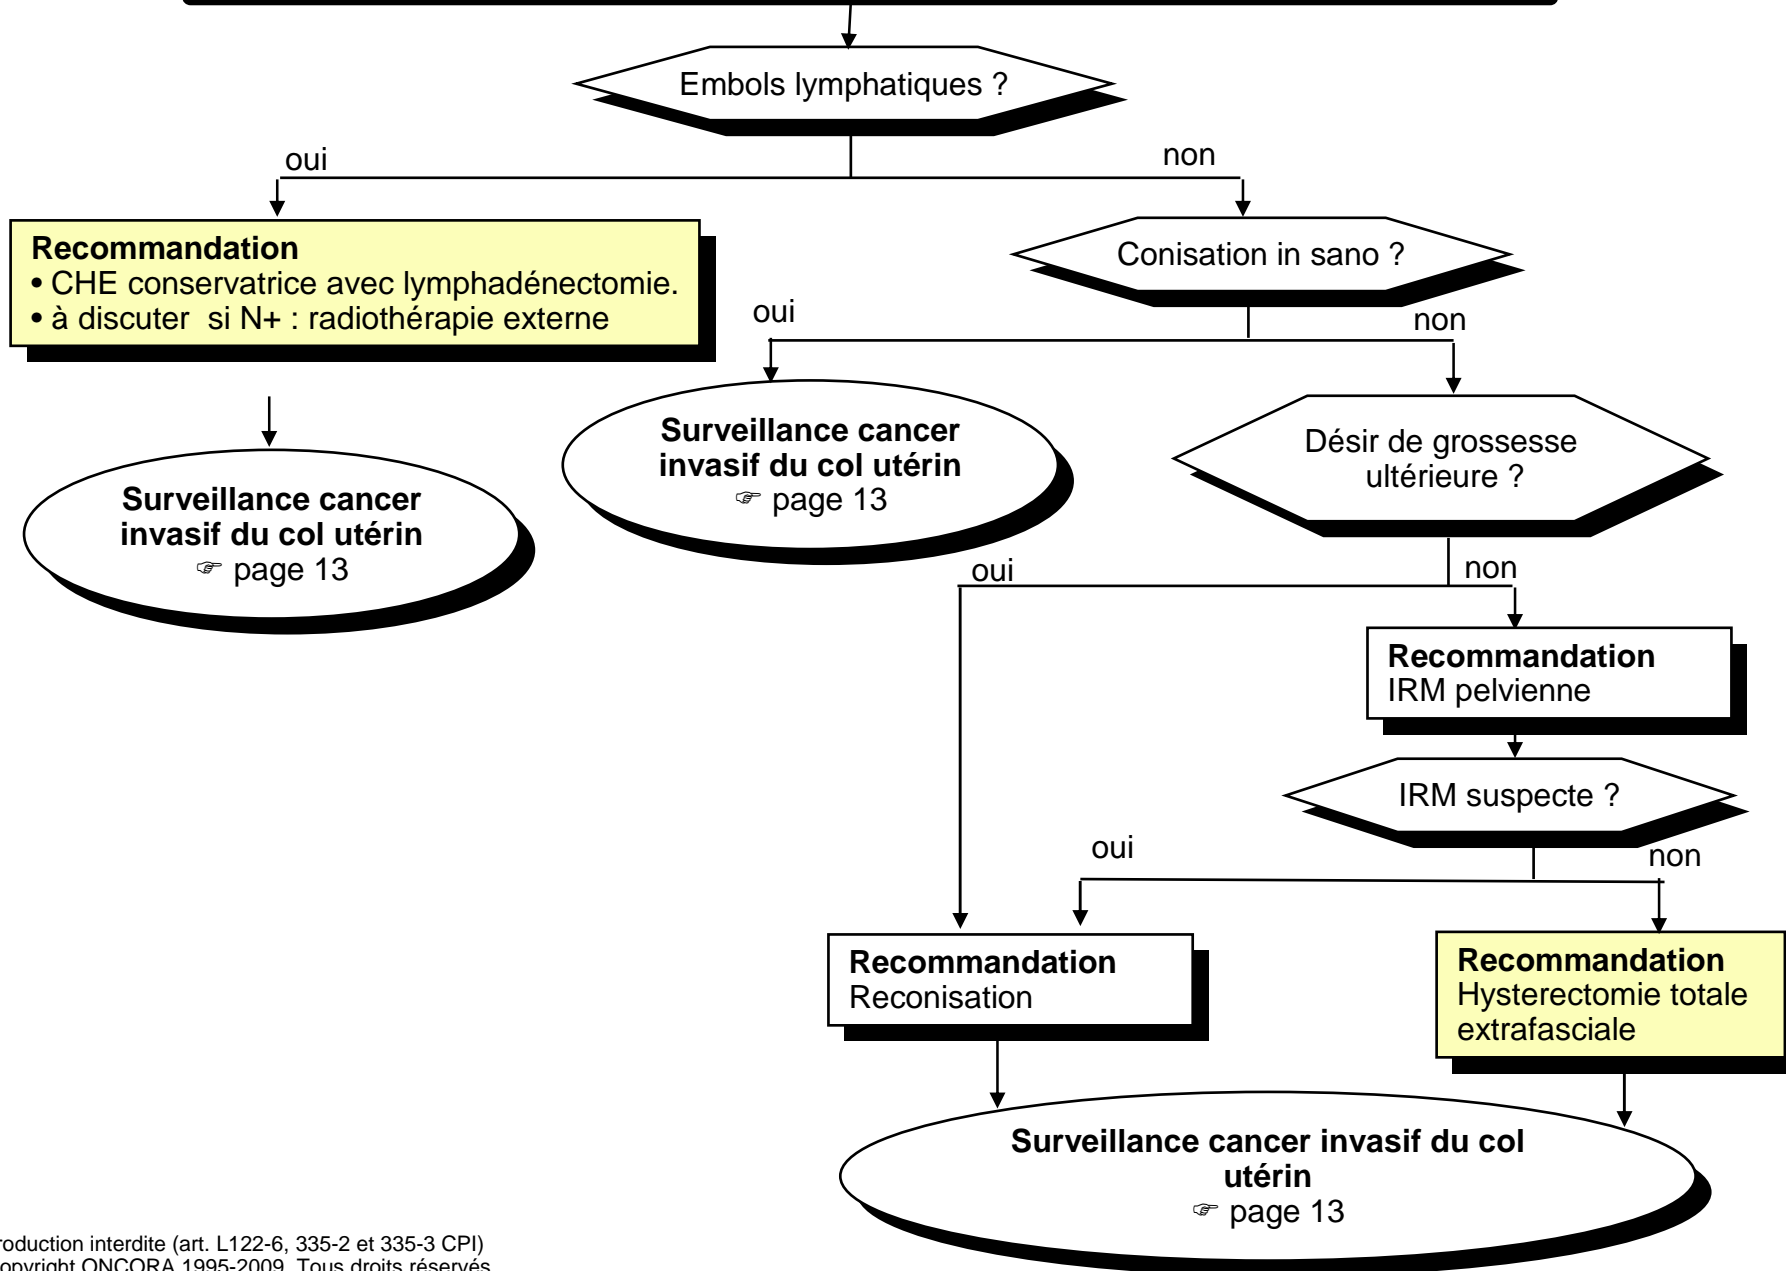 Embols lymphatiques ?
oui
non
Recommandation
• CHE conservatrice avec lymphadénectomie.
• à discuter  si N+ : radiothérapie externe
Conisation in sano ?
oui
non
Surveillance cancer
invasif du col utérin
☞ page 13
Surveillance cancer
invasif du col utérin
☞ page 13
Désir de grossesse
ultérieure ?
oui
non
Recommandation
IRM pelvienne
IRM suspecte ?
oui
non
Recommandation
Reconisation
Recommandation
Hysterectomie totale
extrafasciale
Surveillance cancer invasif du col
utérin
☞ page 13
roduction interdite (art. L122-6, 335-2 et 335-3 CPI)
opyright ONCORA 1995-2009. Tous droits réservés